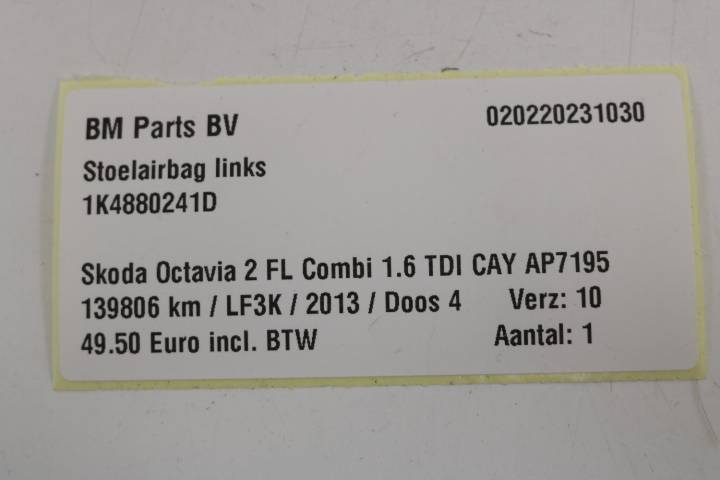 BM Parts BV 020220231030
Stoelairbag links
1K4880241D
Skoda Octavia 2 FL Combi 1.6 TDI CAY AP7195
139806 km / LF3K / 2013 / Doos 4 Verz: 10
49.50 Euro incl. BTW Aantal: 1